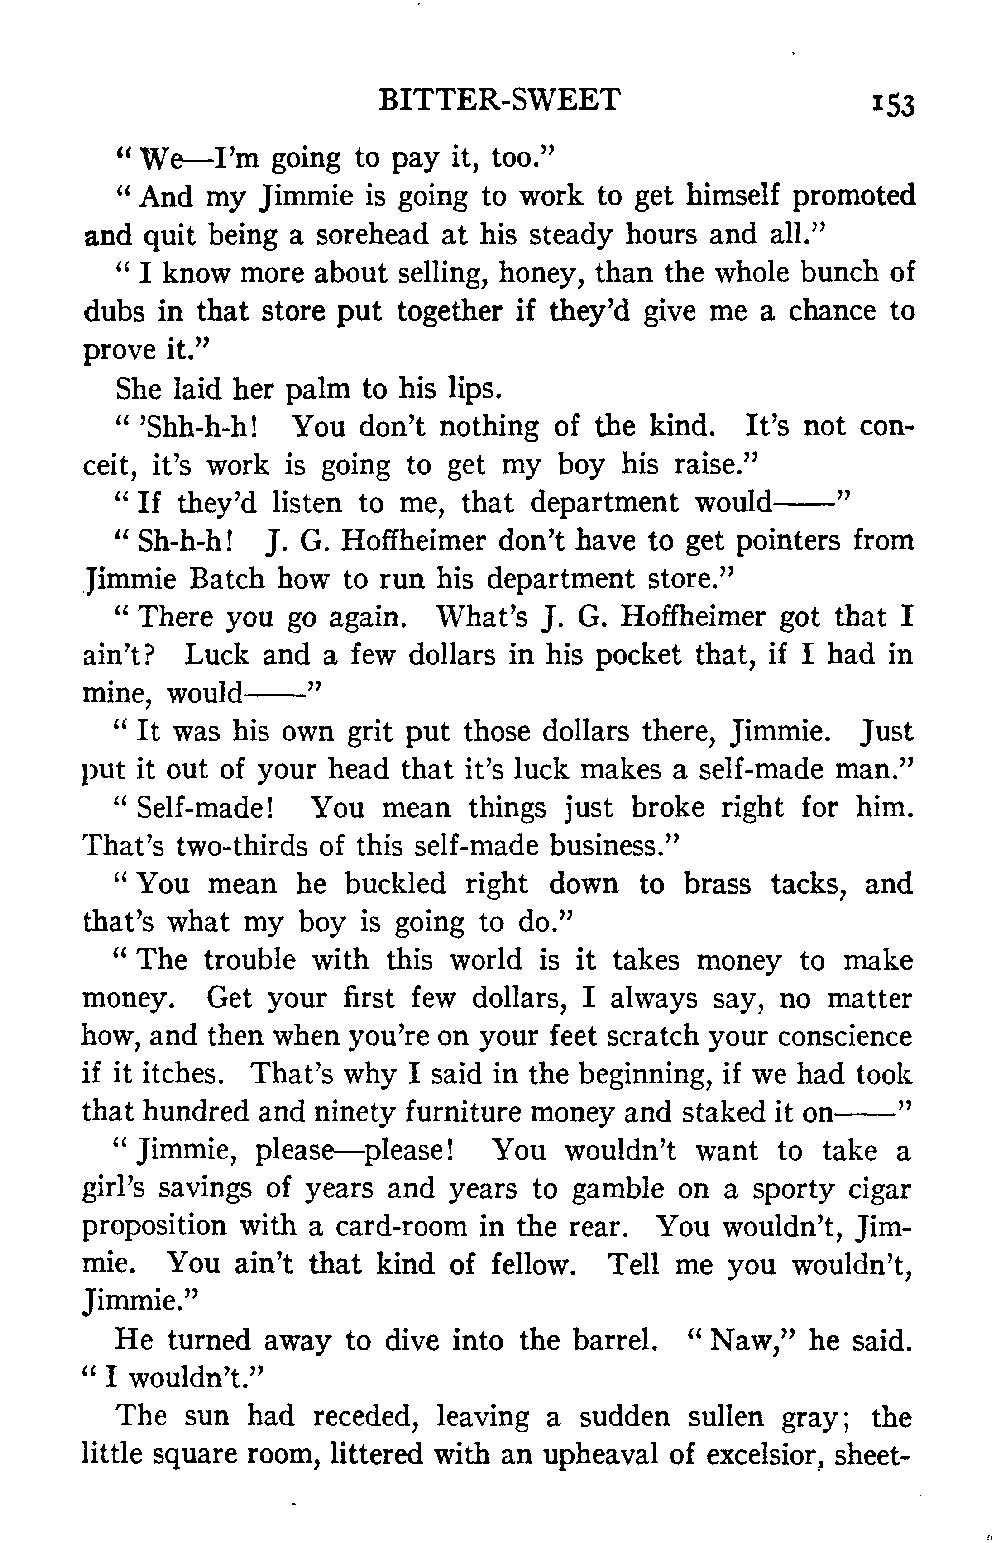 BITTER-SWEET 153
“ We—I’m going to pay it, too.”
“ And my Jimmie is going to work to get himself promoted
and quit being a sorehead at his steady hours and all.”
“ I know more about selling, honey, than the whole bunch of
dubs in that store put together if they’d give me a chance to
prove it.”
She laid her palm to his lips.
“ ’Shh-h-h! You don’t nothing of the kind. It’s not con-
ceit, it’s work is going to get my boy his raise.”
“ If they’d listen to me, that department would——”
“ Sh-h-h! J. G. Hoffheimer don’t have to get pointers from
Jimmie Batch how to run his department store.”
“ There you go again. What’s J. G. Hoffheimer got that I
ain’t? Luck and a few dollars in his pocket that, if I had in
mine, would——”
“ It was his own grit put those dollars there, Jimmie. Just
put it out of your head that it’s luck makes a self-made man.”
“ Self-made! You mean things just broke right for him.
That’s two-thirds of this self-made business.”
“ You mean he buckled right down to brass tacks, and
that’s what my boy is going to do.”
“ The trouble with this world is it takes money to make
money. Get your first few dollars, I always say, no matter
how, and then when you’re on your feet scratch your conscience
if it itches. That’s why I said in the beginning, if we had took
that hundred and ninety furniture money and staked it on——”
“ Jimmie, please—please! You wouldn’t want to take a
girl’s savings of years and years to gamble on a sporty cigar
proposition with a card-room in the rear. You wouldn’t, Jim-
mie. You ain’t that kind of fellow. Tell me you wouldn’t,
Jimmie.”
He turned away to dive into the barrel. “ Naw,” he said.
“ I wouldn’t.”
The sun had receded, leaving a sudden sullen gray; the
little square room, littered with an upheaval of excelsior, sheet-